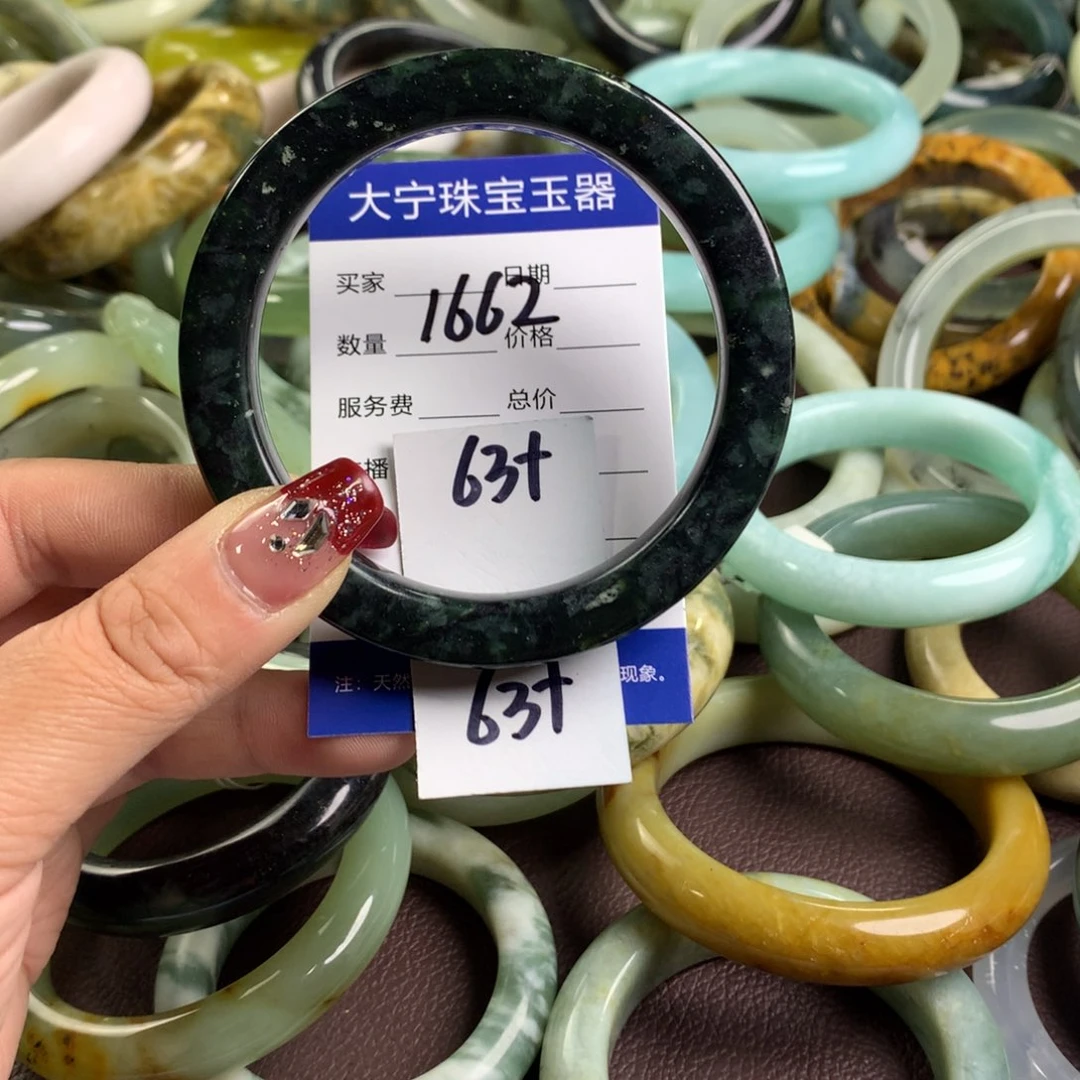 大宁珠宝玉器
买家 日期
1662
数量 价格
服务费 总价
播
63+
63+
注：天然 现象。